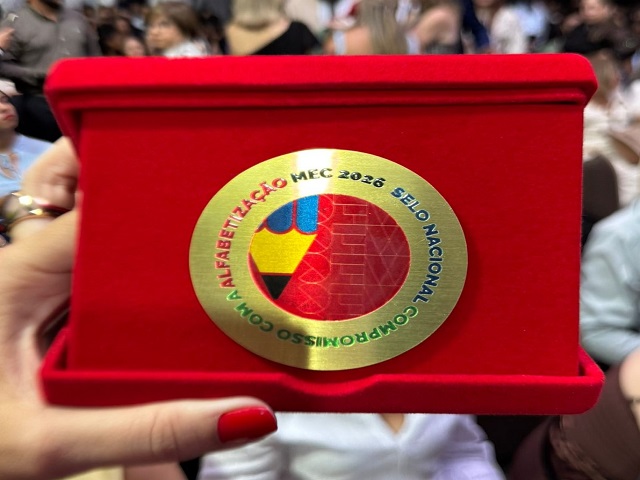 MEC 2026
SELO NACIONAL COMPROMISSO COM A ALFABETIZAÇÃO